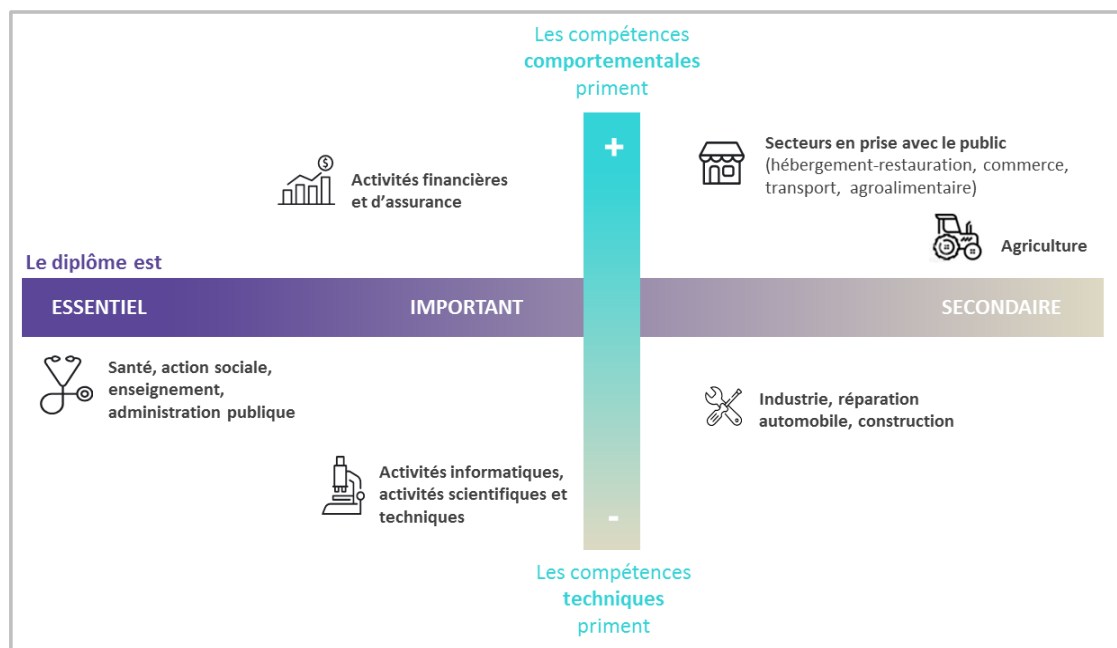 Les compétences
comportementales
priment
+
Secteurs en prise avec le public
(hébergement-restauration, commerce,
transport, agroalimentaire)
$
Activités financières
et d'assurance
Agriculture
Le diplôme est
ESSENTIEL
IMPORTANT
SECONDAIRE
Santé, action sociale,
enseignement,
administration publique
Industrie, réparation
automobile, construction
Activités informatiques,
activités scientifiques et
techniques
-
Les compétences
techniques
priment